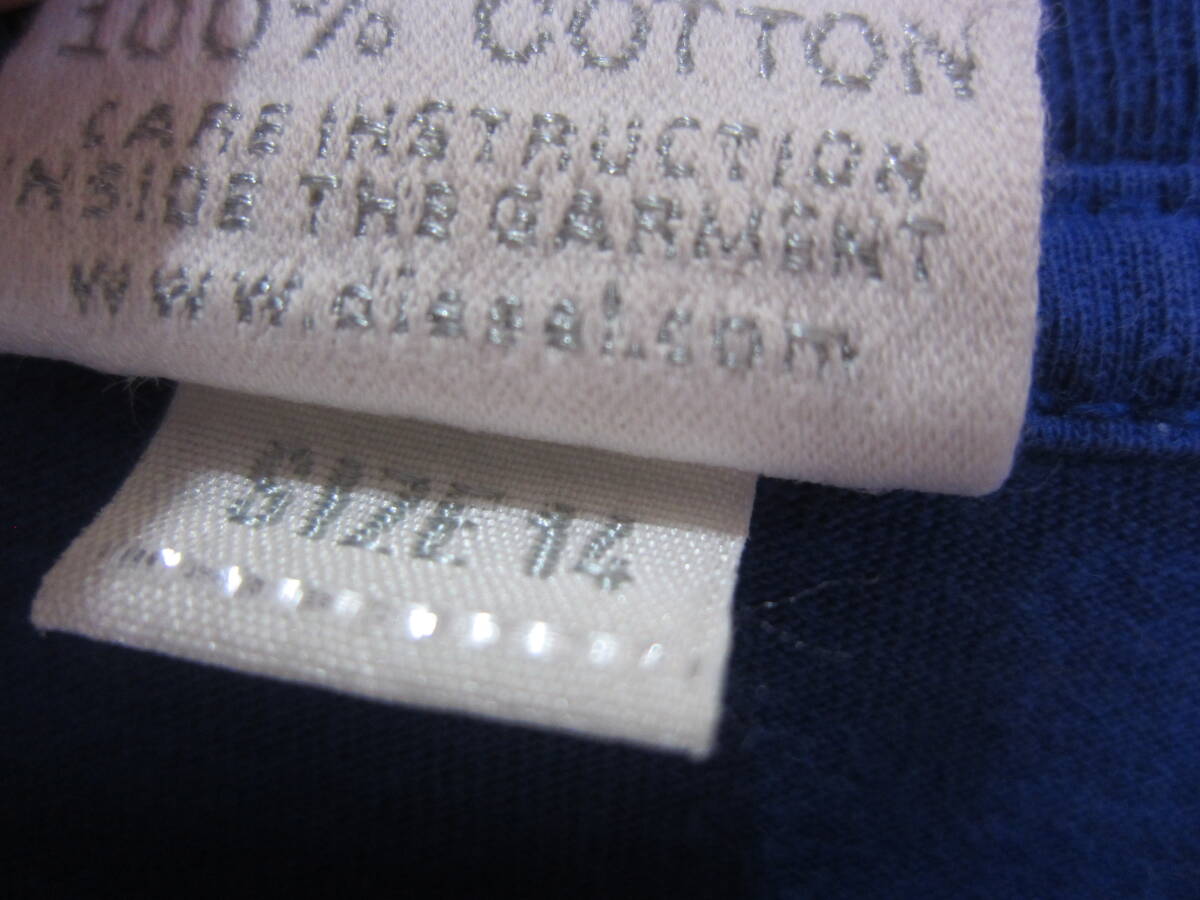 100% COTTON
CARE INSTRUCTION
INSIDE THE GARMENT
www.diesel.com
SIZE 14